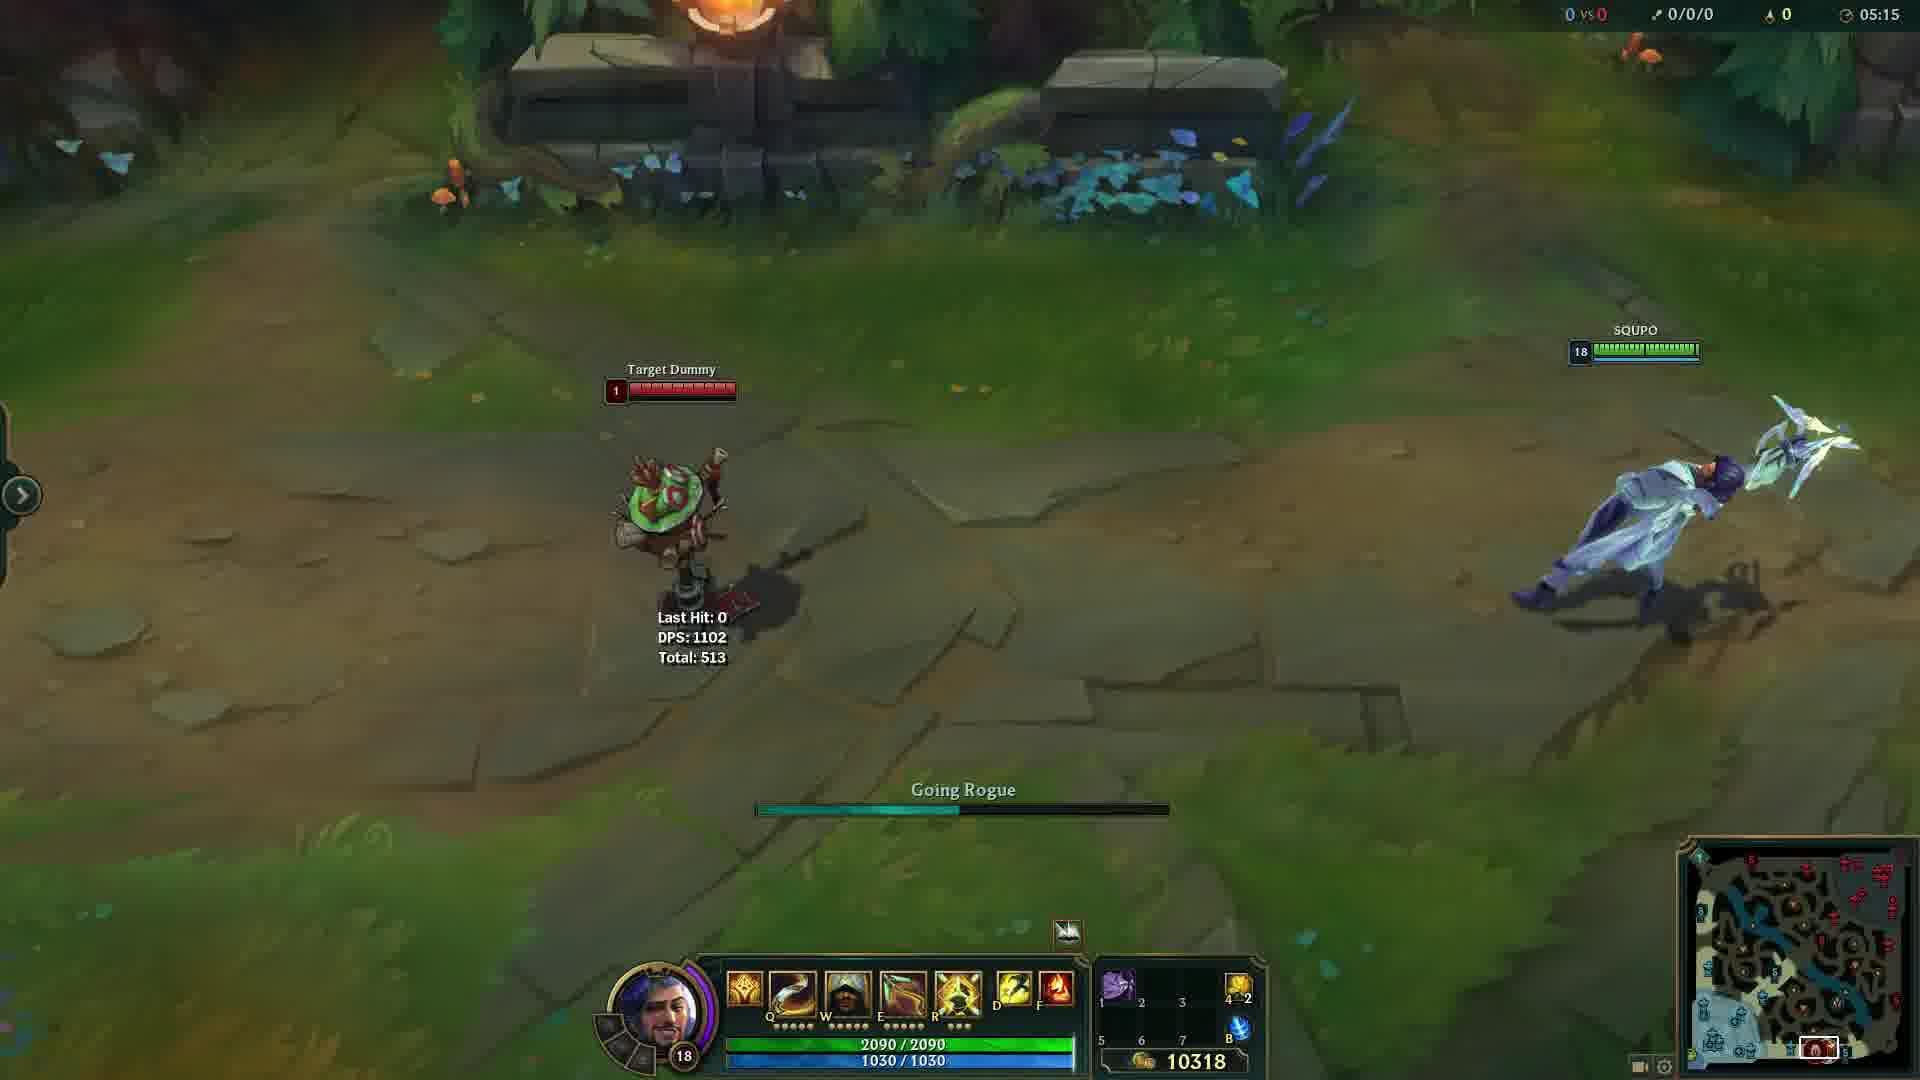 0 vs 0 0/0/0 0 05:15
SQUPO
18
Target Dummy
1
Last Hit: 0
DPS: 1102
Total: 513
Going Rogue
Q W E R D F
18
2090 / 2090
1030 / 1030
1 2 3 4 2
5 6 7 B
10318